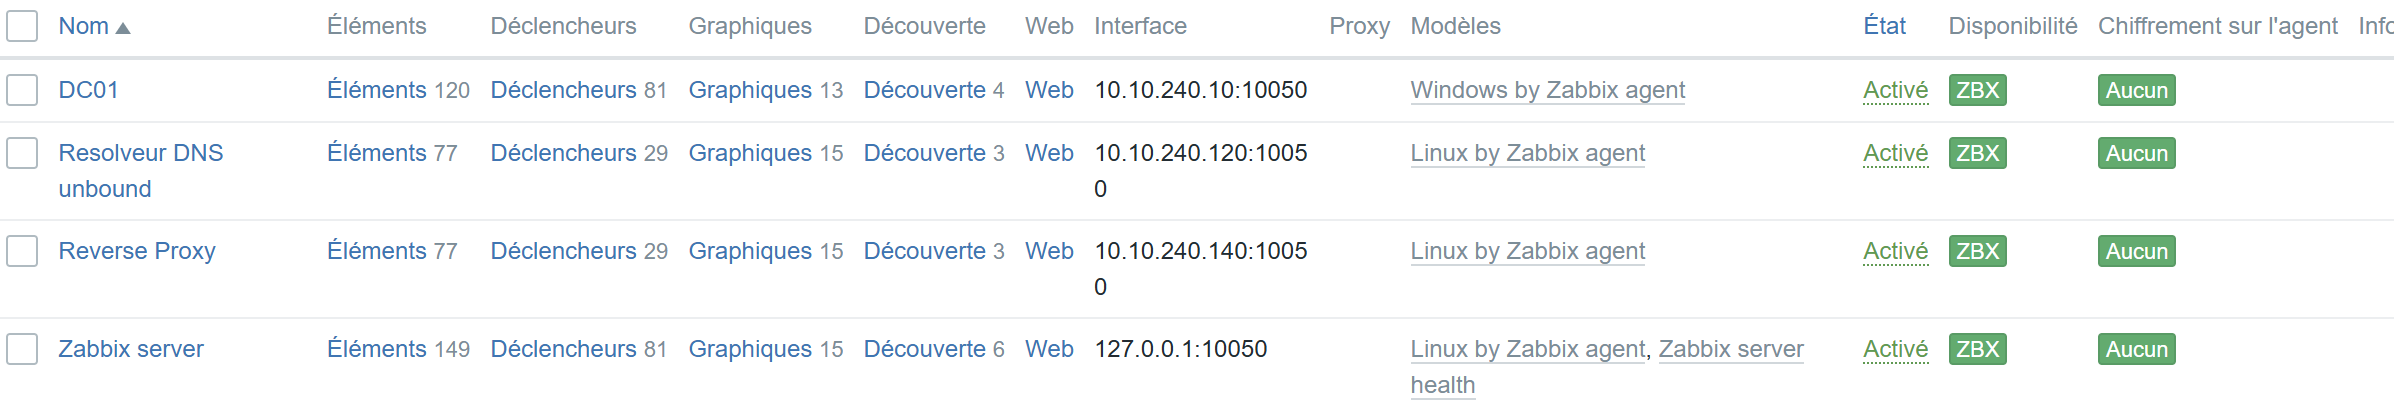 Nom Éléments Déclencheurs Graphiques Découverte Web Interface Proxy Modèles État Disponibilité Chiffrement sur l'agent
DC01 Éléments 120 Déclencheurs 81 Graphiques 13 Découverte 4 Web 10.10.240.10:10050 Windows by Zabbix agent Activé ZBX Aucun
Resolveur DNS Éléments 77 Déclencheurs 29 Graphiques 15 Découverte 3 Web 10.10.240.120:1005 Linux by Zabbix agent Activé ZBX Aucun
unbound 0
Reverse Proxy Éléments 77 Déclencheurs 29 Graphiques 15 Découverte 3 Web 10.10.240.140:1005 Linux by Zabbix agent Activé ZBX Aucun
0
Zabbix server Éléments 149 Déclencheurs 81 Graphiques 15 Découverte 6 Web 127.0.0.1:10050 Linux by Zabbix agent, Zabbix server Activé ZBX Aucun
health